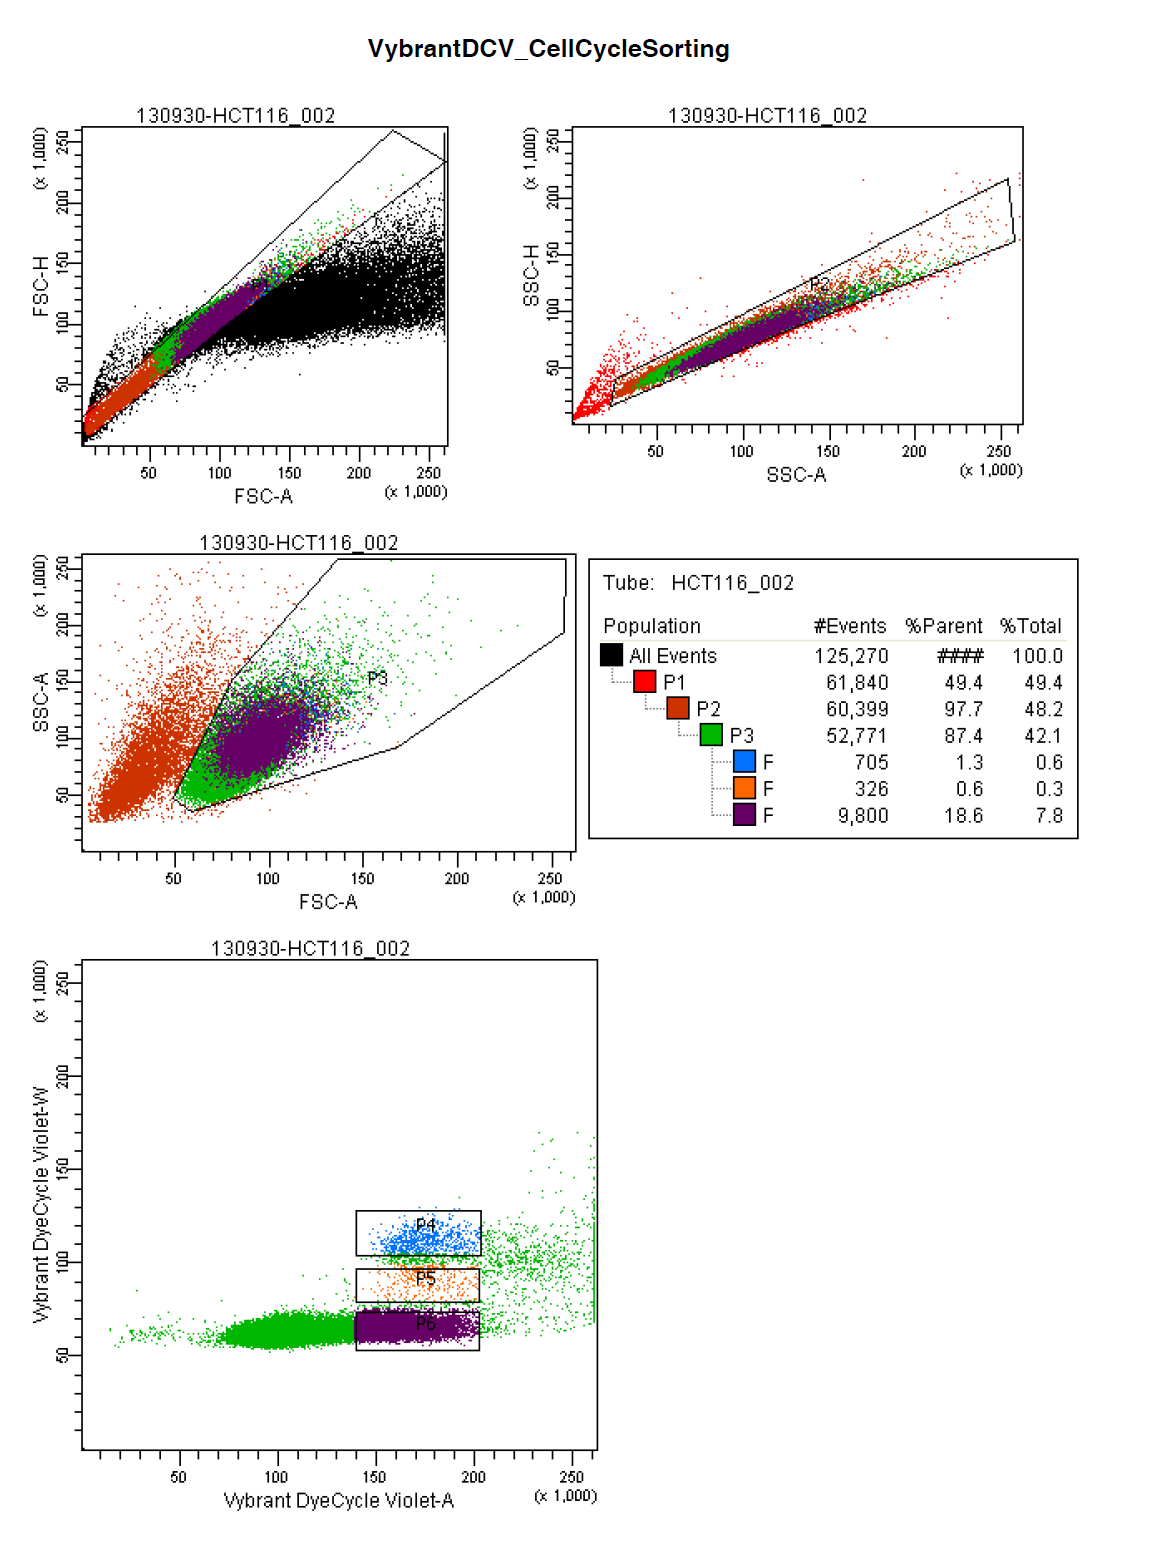 VybrantDCV_CellCycleSorting
130930-HCT116_002
(x 1,000)
FSC-H
250
200
150
100
50
50 100 150 200 250
FSC-A
(x 1,000)
130930-HCT116_002
(x 1,000)
SSC-H
250
200
150
100
50
P2
50 100 150 200 250
SSC-A
(x 1,000)
130930-HCT116_002
(x 1,000)
SSC-A
250
200
150
100
50
P3
50 100 150 200 250
FSC-A
(x 1,000)
Tube: HCT116_002
Population #Events %Parent %Total
All Events 125,270 #### 100.0
P1 61,840 49.4 49.4
P2 60,399 97.7 48.2
P3 52,771 87.4 42.1
F 705 1.3 0.6
F 326 0.6 0.3
F 9,800 18.6 7.8
130930-HCT116_002
(x 1,000)
Vybrant DyeCycle Violet-W
250
200
150
100
50
P4
P5
P6
50 100 150 200 250
Vybrant DyeCycle Violet-A
(x 1,000)